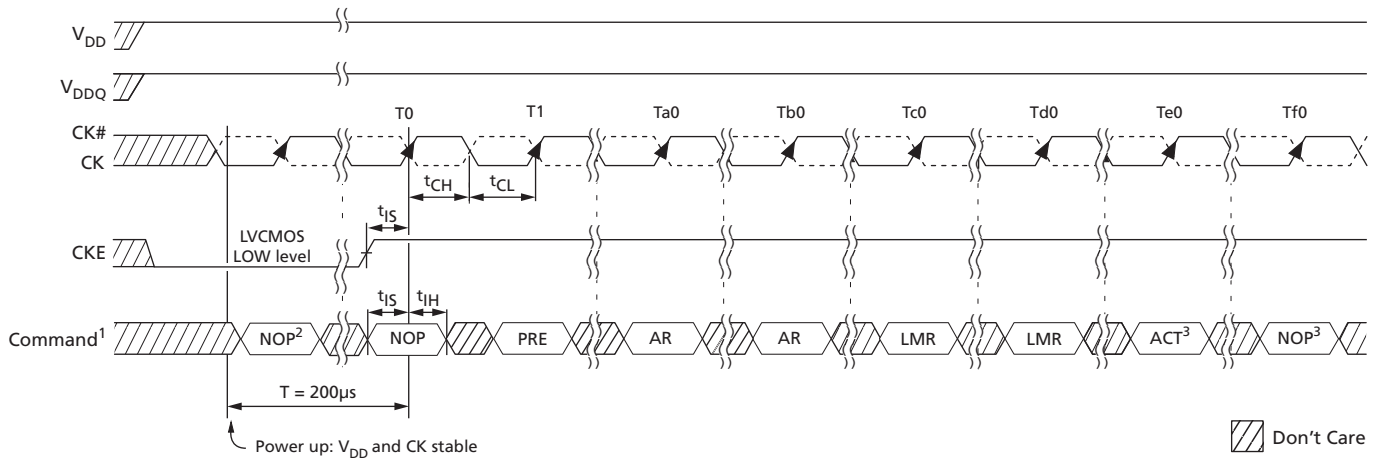 VDD
VDDQ
T0 T1 Ta0 Tb0 Tc0 Td0 Te0 Tf0
CK#
CK
tCH tCL
tIS
CKE LVCMOS
LOW level
tIS tIH
Command1 NOP2 NOP PRE AR AR LMR LMR ACT3 NOP3
T = 200µs
Power up: VDD and CK stable
Don't Care